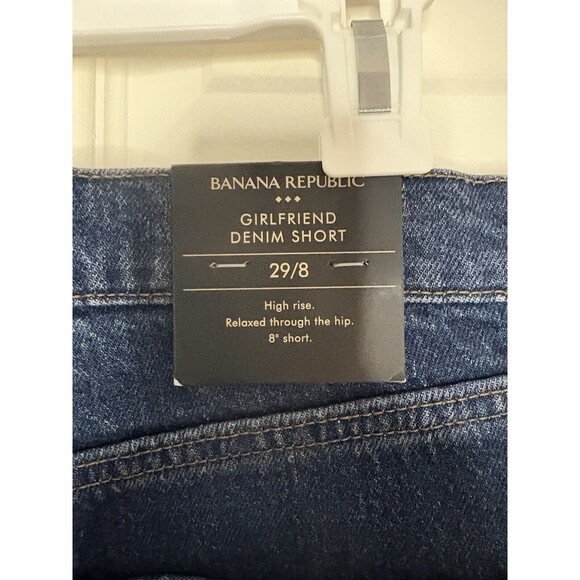 BANANA REPUBLIC
GIRLFRIEND
DENIM SHORT
29/8
High rise.
Relaxed through the hip.
8" short.